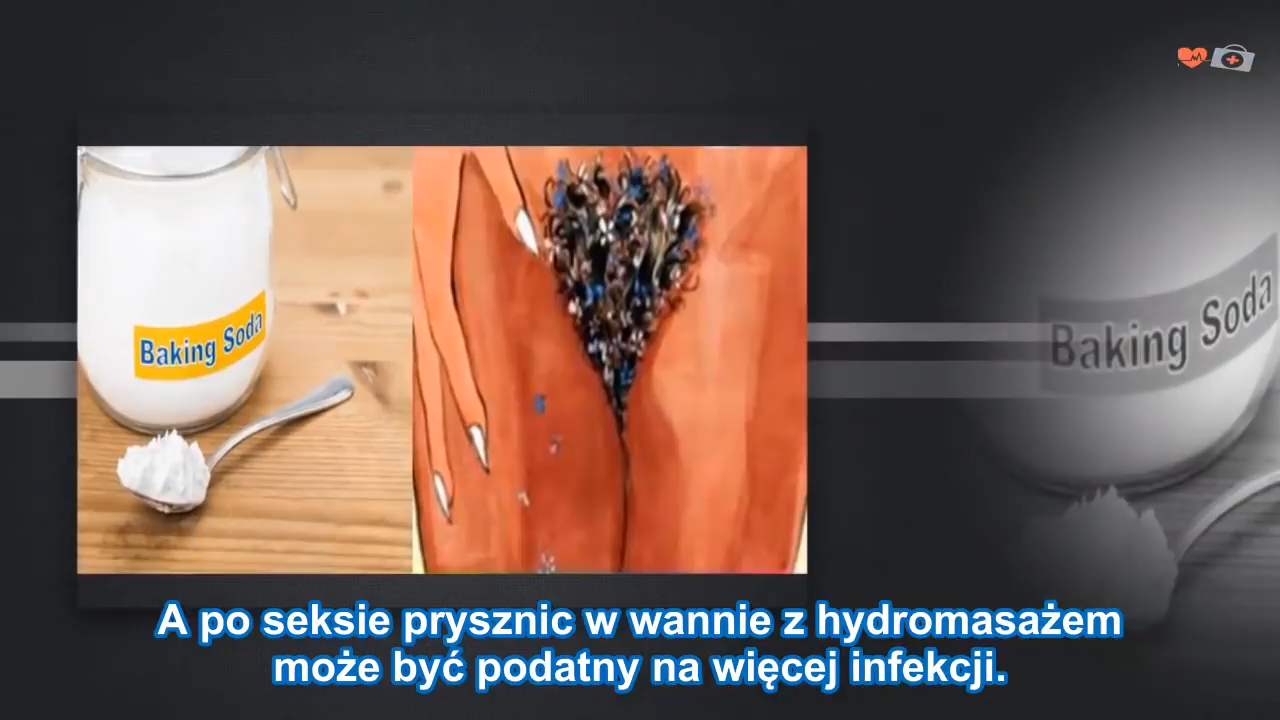 Baking Soda
Baking Soda
A po seksie prysznic w wannie z hydromasażem
może być podatny na więcej infekcji.